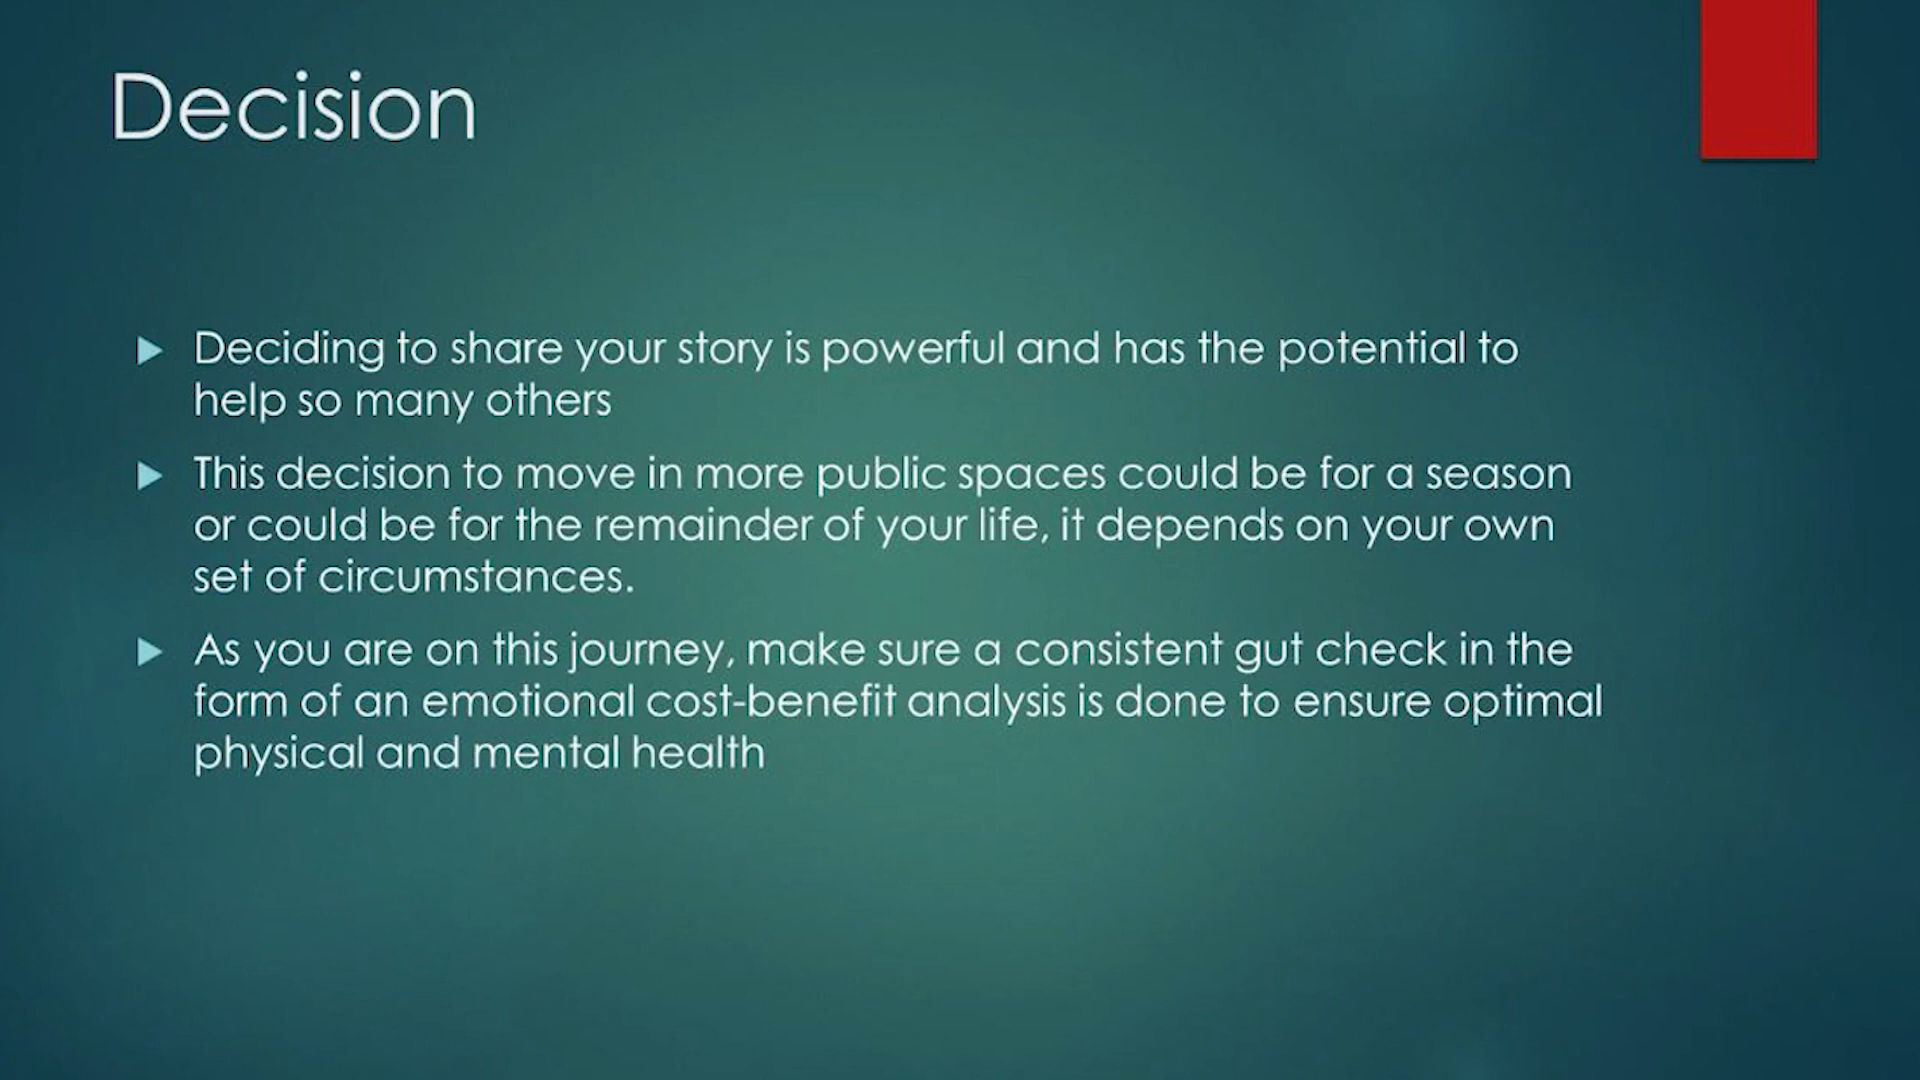 Decision
Deciding to share your story is powerful and has the potential to
help so many others
This decision to move in more public spaces could be for a season
or could be for the remainder of your life, it depends on your own
set of circumstances.
As you are on this journey, make sure a consistent gut check in the
form of an emotional cost-benefit analysis is done to ensure optimal
physical and mental health